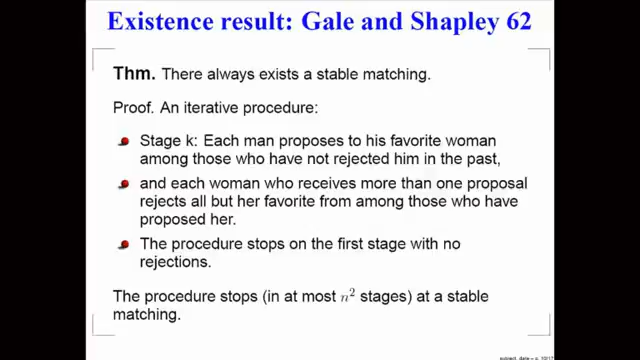 Existence result: Gale and Shapley 62
Thm. There always exists a stable matching.
Proof. An iterative procedure:
Stage k: Each man proposes to his favorite woman
among those who have not rejected him in the past,
and each woman who receives more than one proposal
rejects all but her favorite from among those who have
proposed her.
The procedure stops on the first stage with no
rejections.
The procedure stops (in at most n² stages) at a stable
matching.